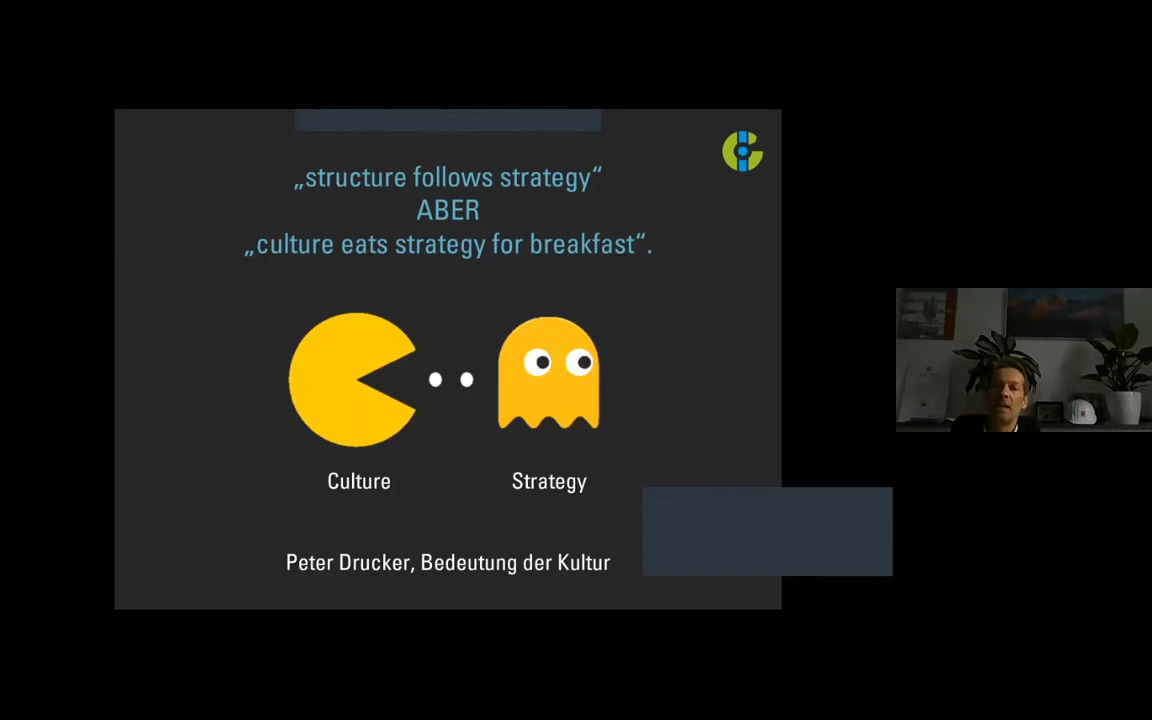 „structure follows strategy“
ABER
„culture eats strategy for breakfast“.
Culture
Strategy
Peter Drucker, Bedeutung der Kultur